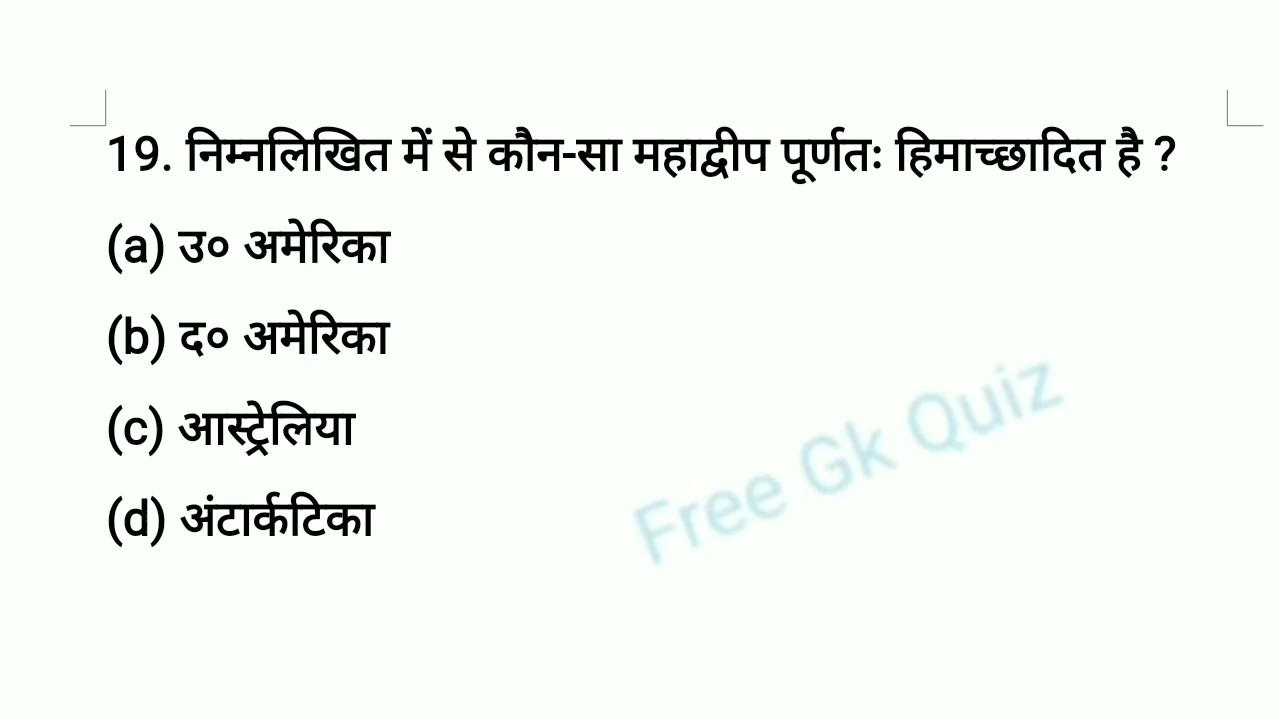 19. निम्नलिखित में से कौन-सा महाद्वीप पूर्णतः हिमाच्छादित है ?
(a) उ० अमेरिका
(b) द० अमेरिका
(c) आस्ट्रेलिया
(d) अंटार्कटिका
Free Gk Quiz